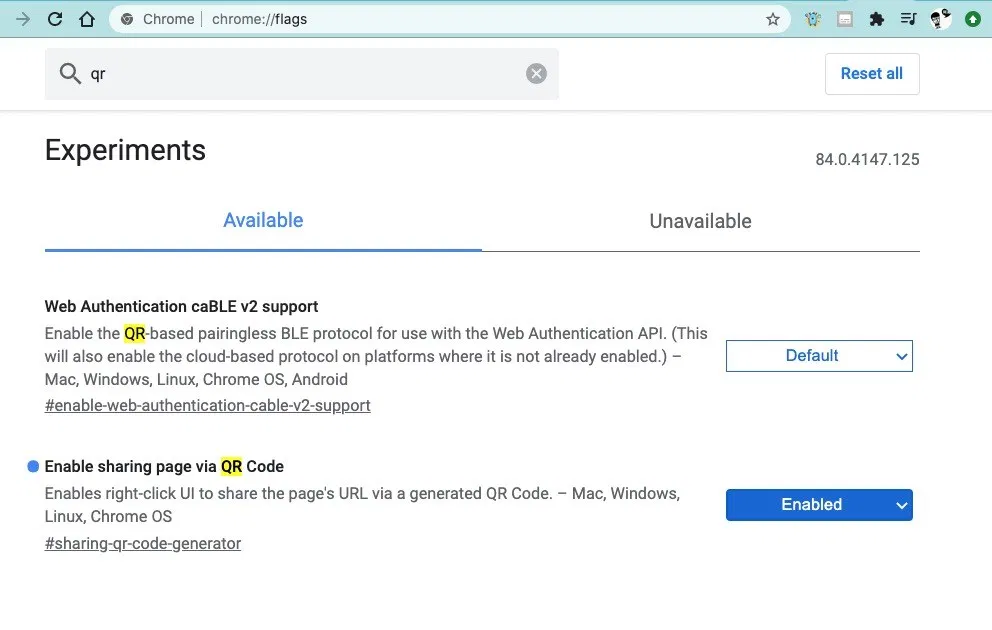 Chrome | chrome://flags
qr
Reset all
Experiments
84.0.4147.125
Available
Unavailable
Web Authentication caBLE v2 support
Enable the QR-based pairingless BLE protocol for use with the Web Authentication API. (This
will also enable the cloud-based protocol on platforms where it is not already enabled.) –
Mac, Windows, Linux, Chrome OS, Android
#enable-web-authentication-cable-v2-support
Default
Enable sharing page via QR Code
Enables right-click UI to share the page's URL via a generated QR Code. – Mac, Windows,
Linux, Chrome OS
#sharing-qr-code-generator
Enabled